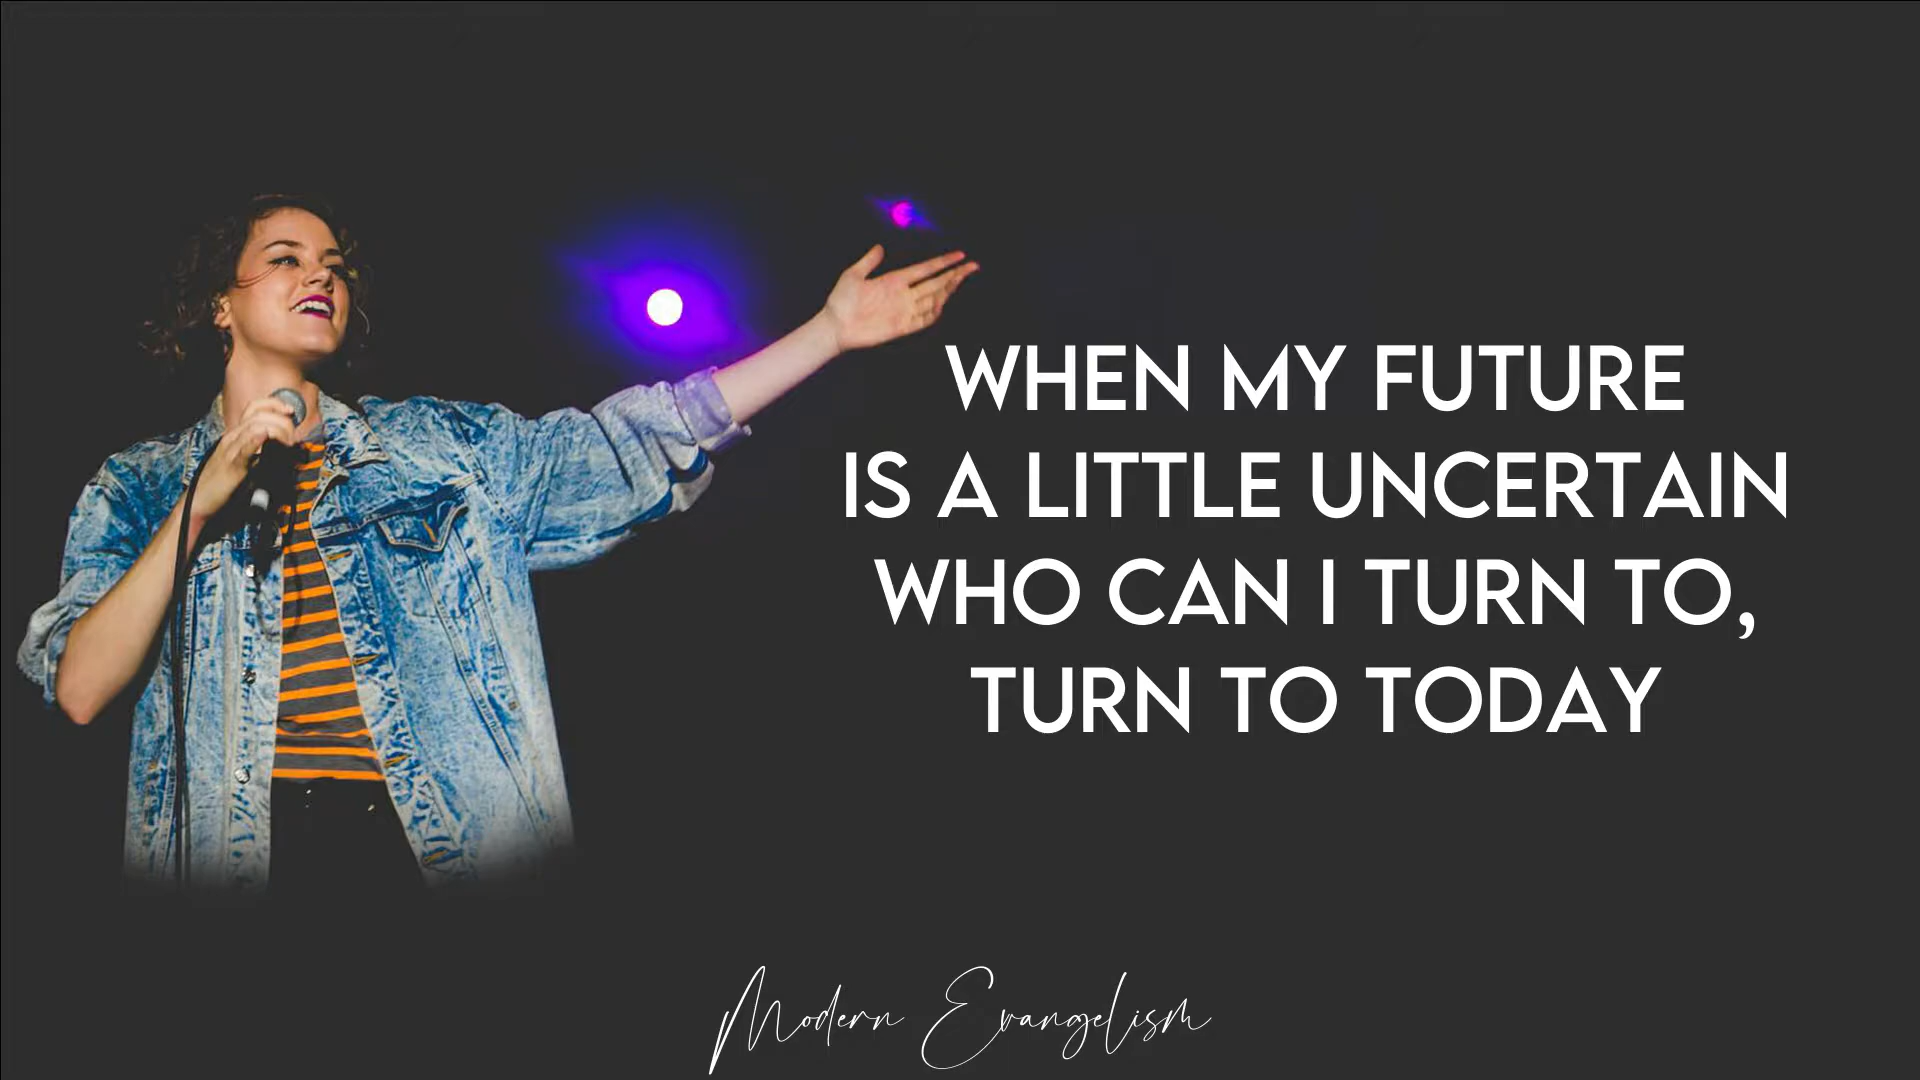 WHEN MY FUTURE
IS A LITTLE UNCERTAIN
WHO CAN I TURN TO,
TURN TO TODAY
Modern Evangelism